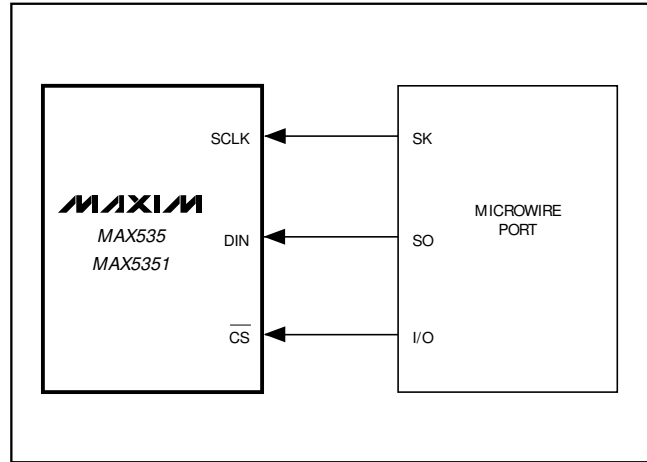 SCLK
SK
MAXIM
MICROWIRE
PORT
MAX535
MAX5351
DIN
SO
CS
I/O